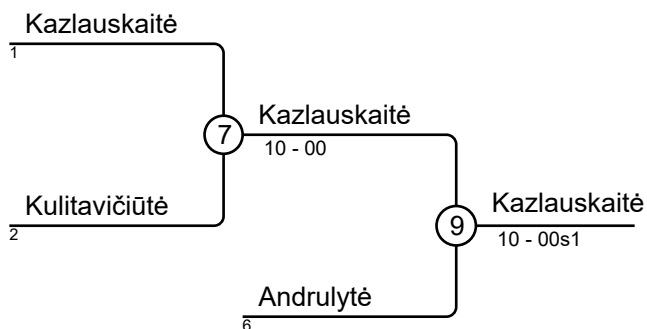 Kazlauskaitė
1
7
Kazlauskaitė
10 - 00
Kulitavičiūtė
2
9
Kazlauskaitė
10 - 00s1
Andrulytė
6